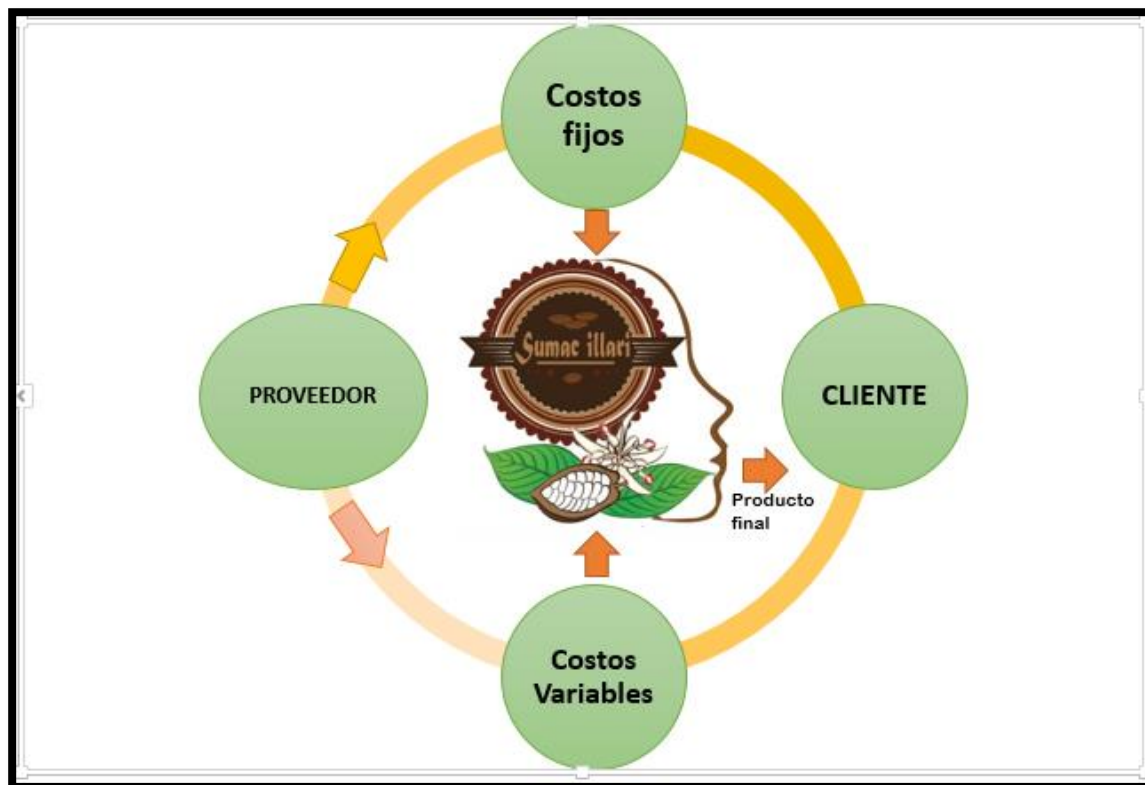 Costos
fijos
Sumac illari
PROVEEDOR
CLIENTE
Producto
final
Costos
Variables